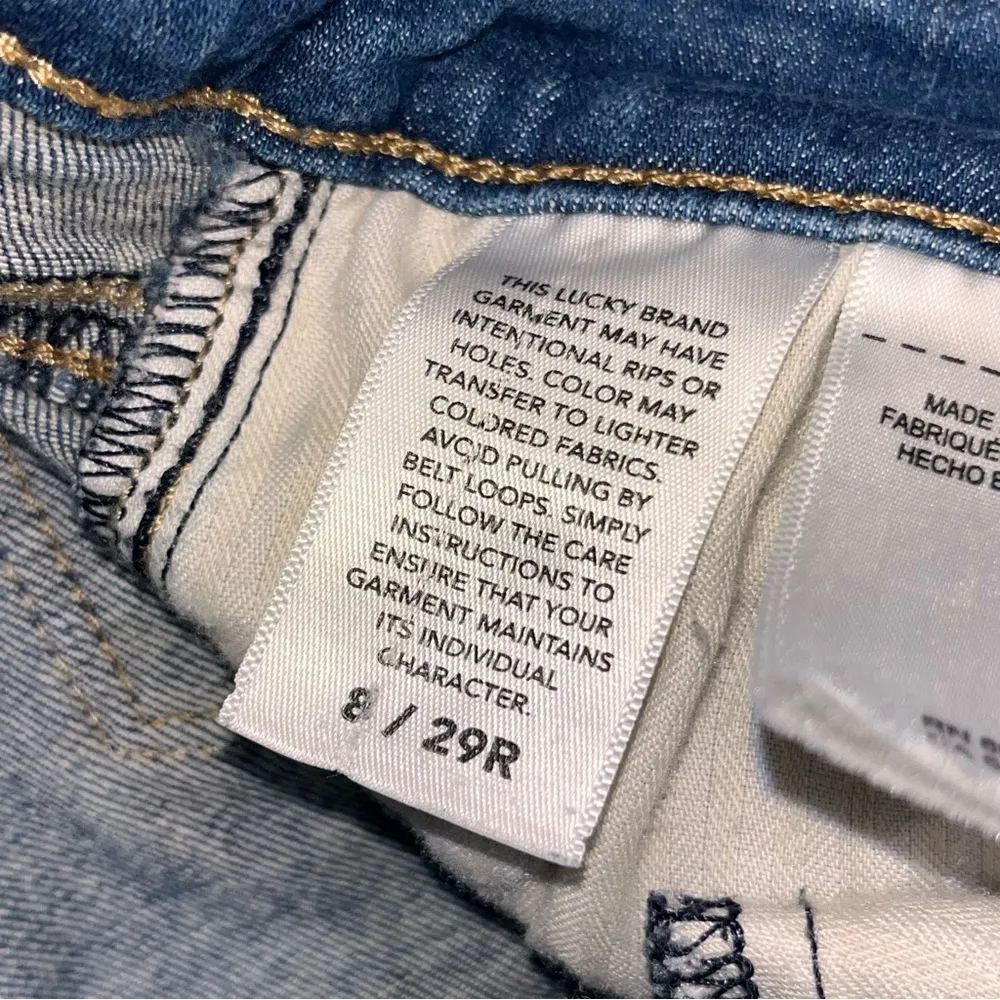 THIS LUCKY BRAND
GARMENT MAY HAVE
INTENTIONAL RIPS OR
HOLES. COLOR MAY
TRANSFER TO LIGHTER
COLORED FABRICS.
AVOID PULLING BY
BELT LOOPS. SIMPLY
FOLLOW THE CARE
INSTRUCTIONS TO
ENSURE THAT YOUR
GARMENT MAINTAINS
ITS INDIVIDUAL
CHARACTER.
8 / 29R
MADE
FABRIQUÉ
HECHO
RN